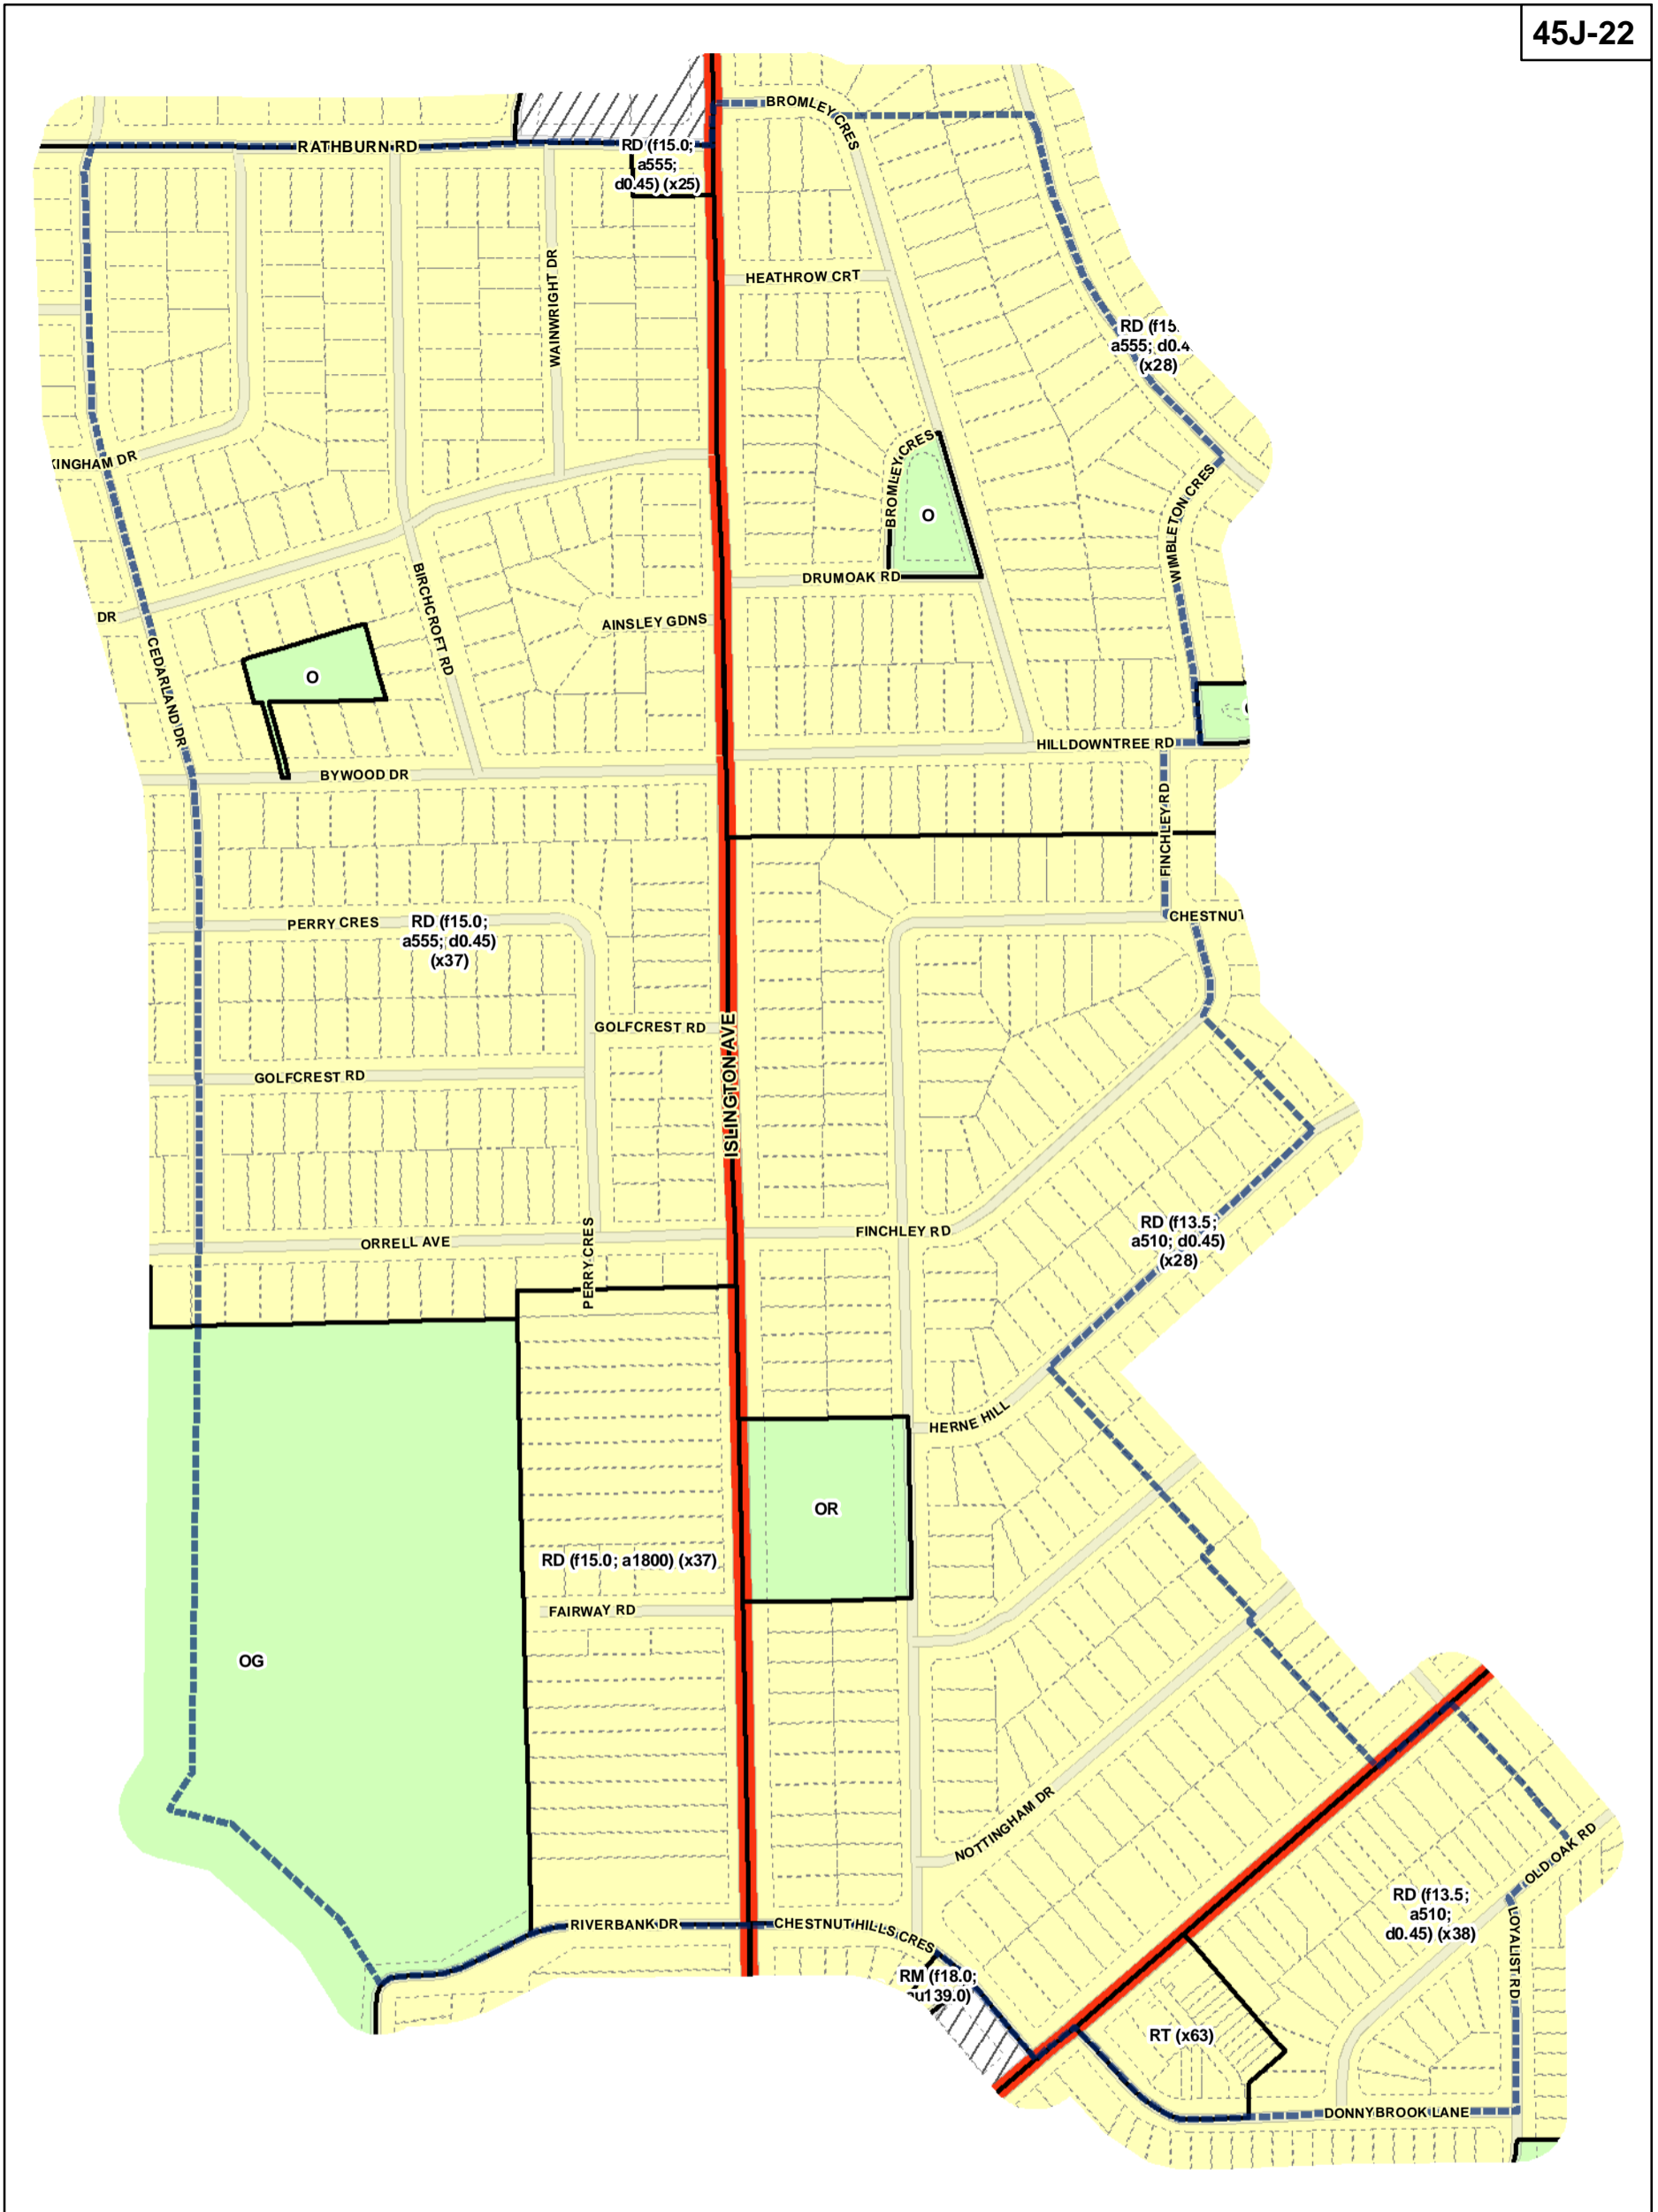 45J-22
BROMLEY CRES
RATHBURN RD
RD (f15.0;
a555;
d0.45) (x25)
HEATHROW CRT
WAINWRIGHT DR
RD (f15.
a555; d0.4
(x28)
KINGHAM DR
BROMLEY CRES
WIMBLETON CRES
O
DRUMOAK RD
BIRCHCROFT RD
DR
AINSLEY GDNS
CEDARLAND DR
O
HILLDOWNTREE RD
BYWOOD DR
FINCHLEY RD
CHESTNUT
PERRY CRES
RD (f15.0;
a555; d0.45)
(x37)
GOLFCREST RD
ISLINGTON AVE
GOLFCREST RD
FINCHLEY RD
RD (f13.5;
a510; d0.45)
(x28)
ORRELL AVE
PERRY CRES
HERNE HILL
OR
RD (f15.0; a1800) (x37)
FAIRWAY RD
OG
NOTTINGHAM DR
OLD OAK RD
RD (f13.5;
a510;
d0.45) (x38)
RIVERBANK DR
CHESTNUT HILLS CRES
LOYALIST RD
RM (f18.0;
au139.0)
RT (x63)
DONNYBROOK LANE